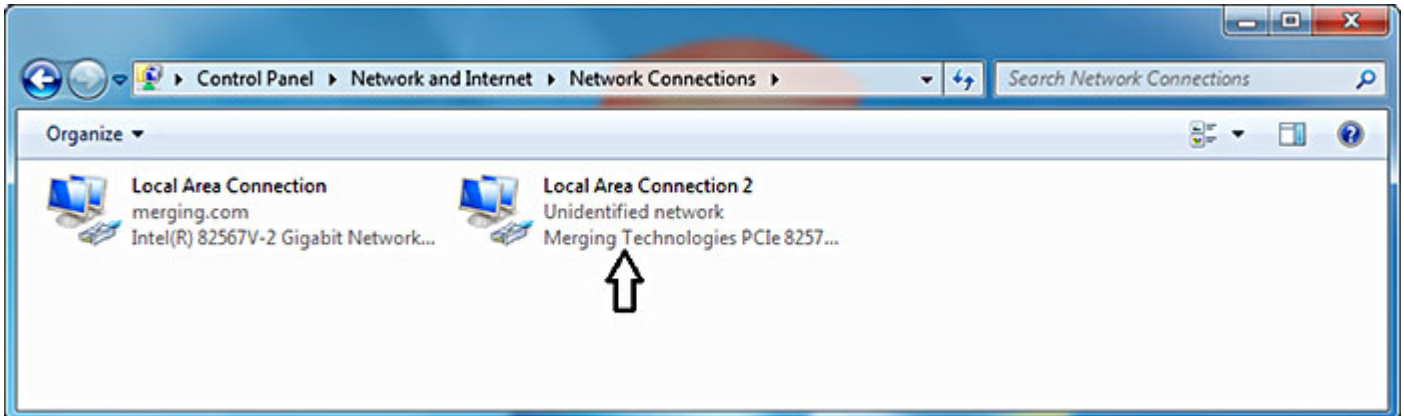 Control Panel ▸ Network and Internet ▸ Network Connections ▸
Search Network Connections
Organize
Local Area Connection
merging.com
Intel(R) 82567V-2 Gigabit Network...
Local Area Connection 2
Unidentified network
Merging Technologies PCIe 8257...